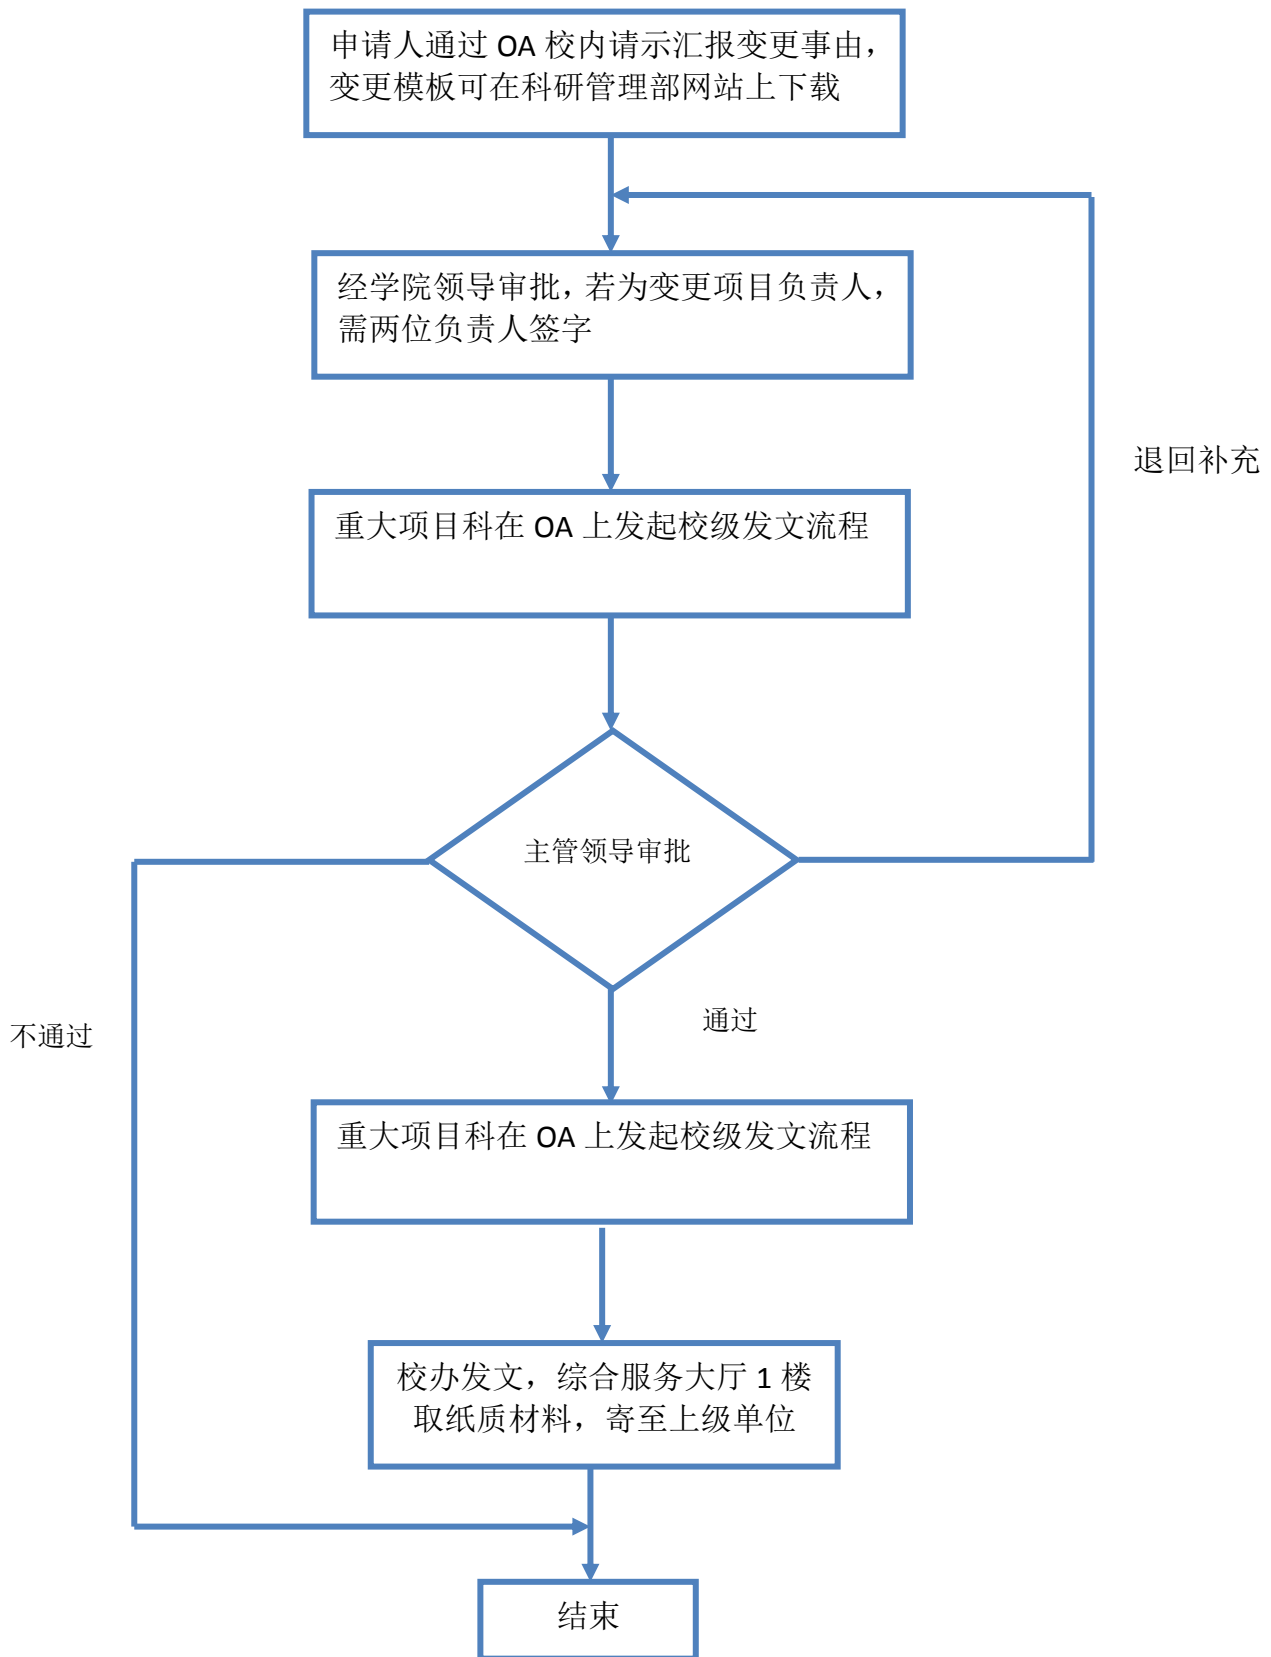 申请人通过 OA 校内请示汇报变更事由，
变更模板可在科研管理部网站上下载
经学院领导审批，若为变更项目负责人，
需两位负责人签字
退回补充
重大项目科在 OA 上发起校级发文流程
主管领导审批
不通过
通过
重大项目科在 OA 上发起校级发文流程
校办发文，综合服务大厅 1 楼
取纸质材料，寄至上级单位
结束